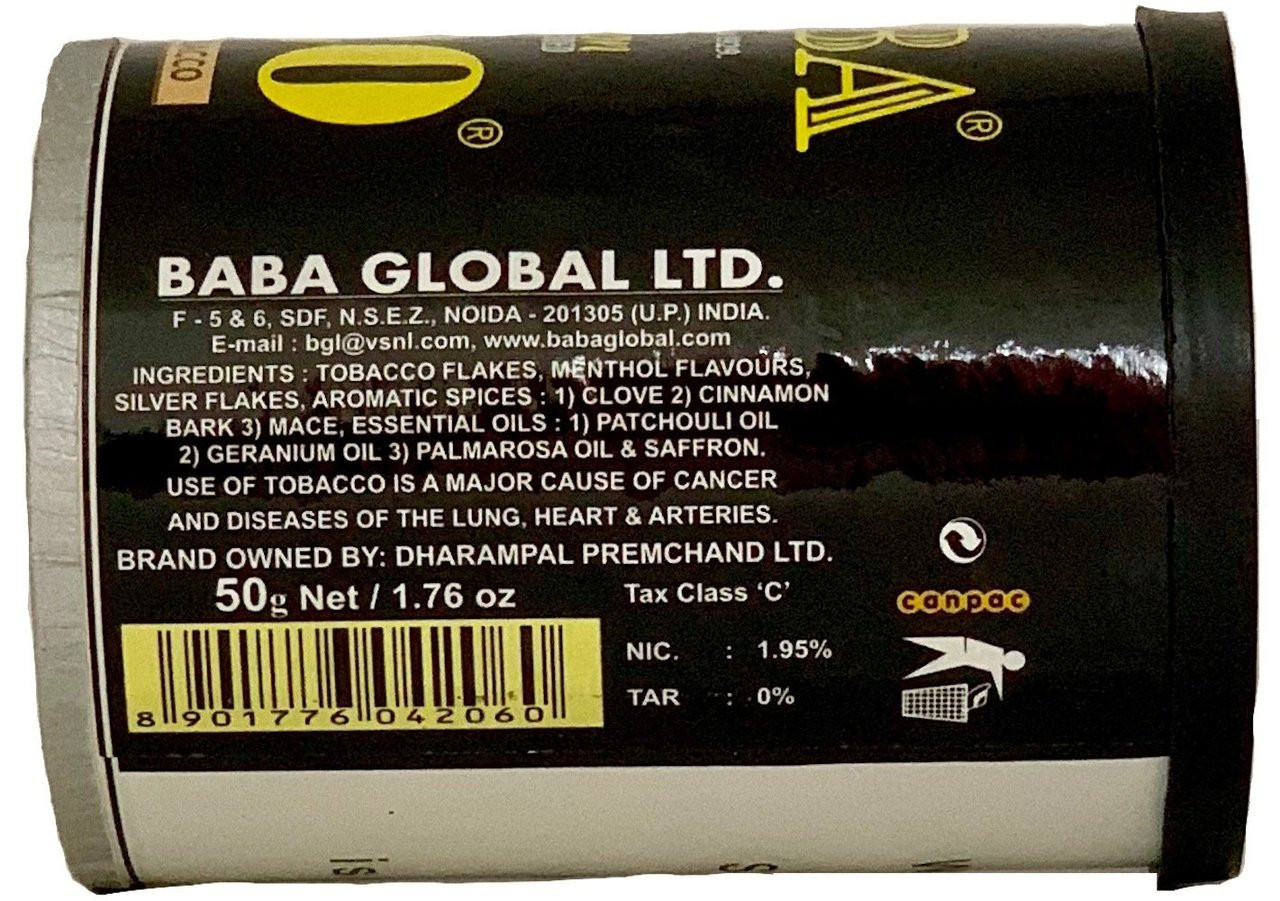 BA®
®
BABA GLOBAL LTD.
F - 5 & 6, SDF, N.S.E.Z., NOIDA - 201305 (U.P.) INDIA.
E-mail : bgl@vsnl.com, www.babaglobal.com
INGREDIENTS : TOBACCO FLAKES, MENTHOL FLAVOURS,
SILVER FLAKES, AROMATIC SPICES : 1) CLOVE 2) CINNAMON
BARK 3) MACE, ESSENTIAL OILS : 1) PATCHOULI OIL
2) GERANIUM OIL 3) PALMAROSA OIL & SAFFRON.
USE OF TOBACCO IS A MAJOR CAUSE OF CANCER
AND DISEASES OF THE LUNG, HEART & ARTERIES.
BRAND OWNED BY: DHARAMPAL PREMCHAND LTD.
50g Net / 1.76 oz
Tax Class ‘C’
NIC. : 1.95%
TAR : 0%
8 901776 042060
canpac